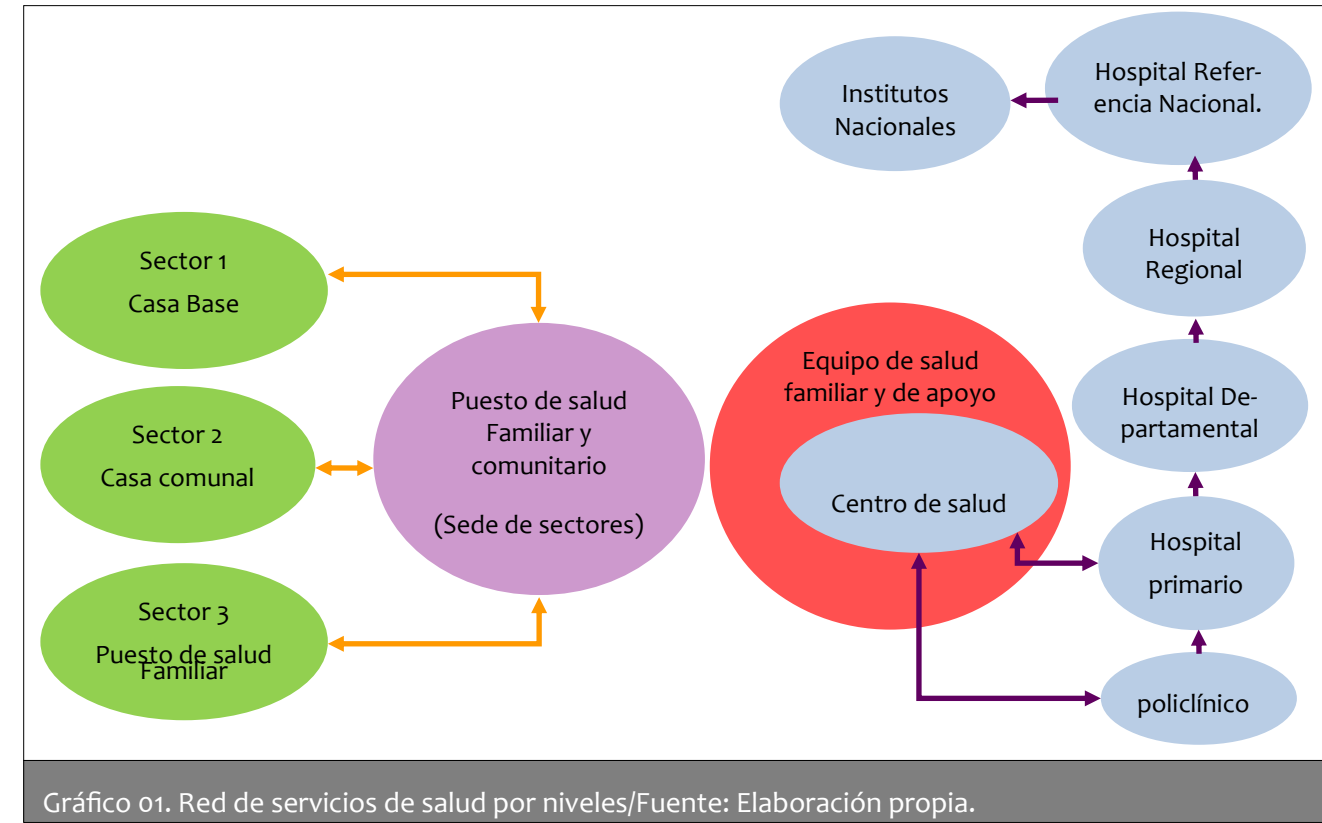 Sector 1
Casa Base
Sector 2
Casa comunal
Sector 3
Puesto de salud
Familiar
Puesto de salud
Familiar y
comunitario
(Sede de sectores)
Equipo de salud
familiar y de apoyo
Centro de salud
Institutos
Nacionales
Hospital Refer-
encia Nacional.
Hospital
Regional
Hospital De-
partamental
Hospital
primario
policlínico
Gráfico 01. Red de servicios de salud por niveles/Fuente: Elaboración propia.